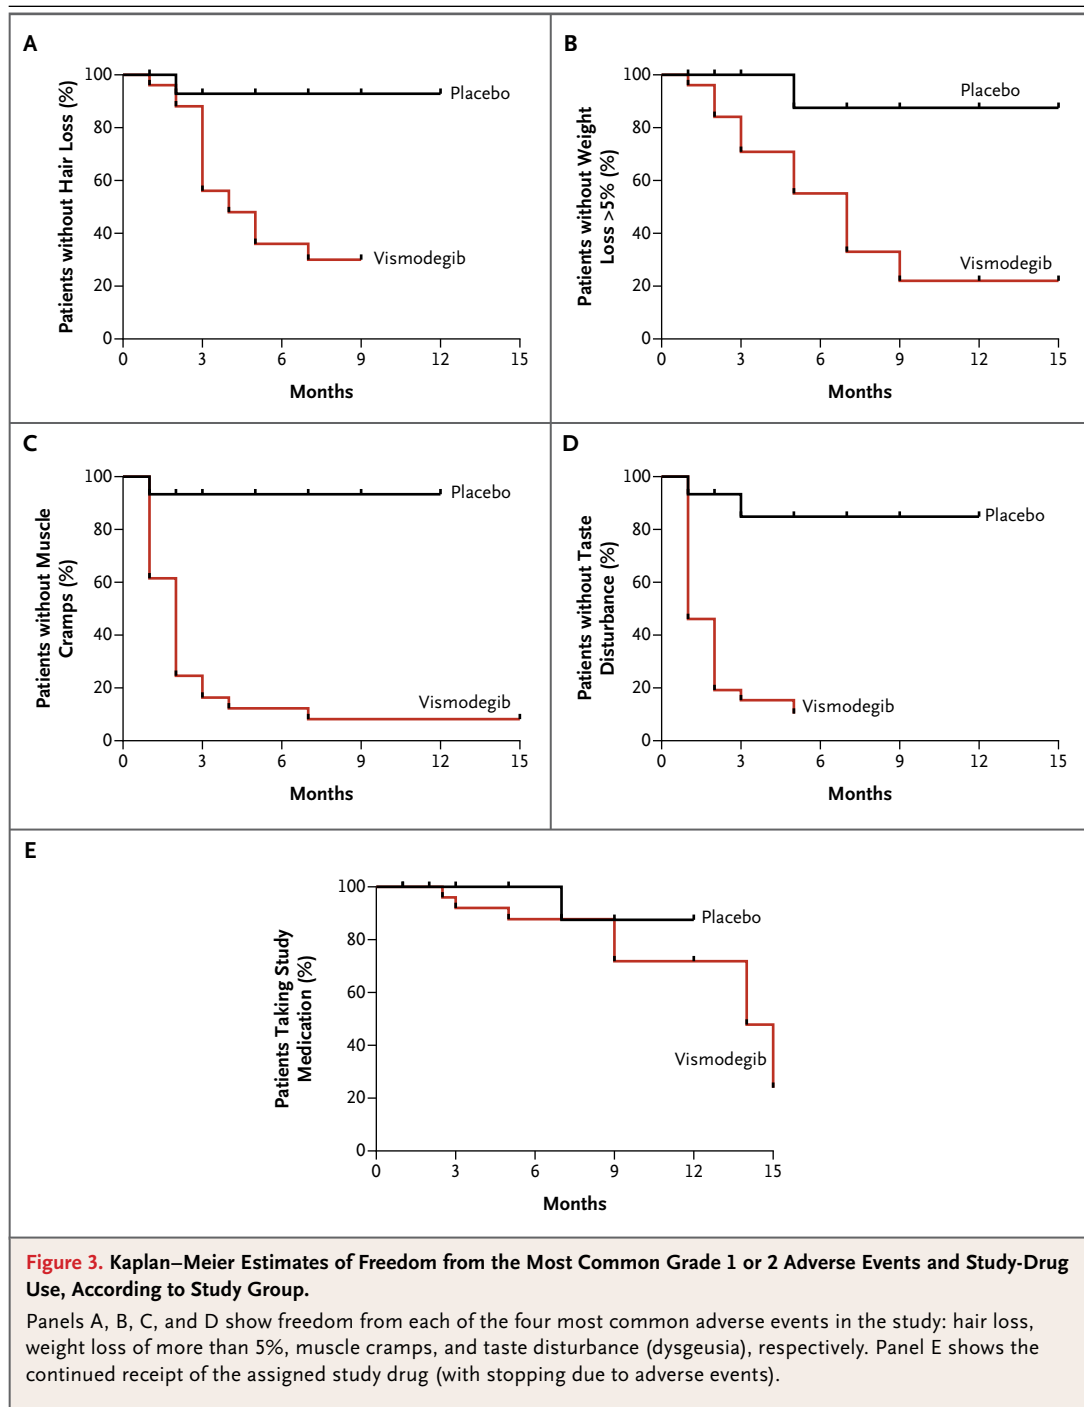 A
Patients without Hair Loss (%)
100
80
60
40
20
0
Placebo
Vismodegib
0 3 6 9 12 15
Months
B
Patients without Weight
Loss >5% (%)
100
80
60
40
20
0
Placebo
Vismodegib
0 3 6 9 12 15
Months
C
Patients without Muscle
Cramps (%)
100
80
60
40
20
0
Placebo
Vismodegib
0 3 6 9 12 15
Months
D
Patients without Taste
Disturbance (%)
100
80
60
40
20
0
Placebo
Vismodegib
0 3 6 9 12 15
Months
E
Patients Taking Study
Medication (%)
100
80
60
40
20
0
Placebo
Vismodegib
0 3 6 9 12 15
Months
Figure 3. Kaplan–Meier Estimates of Freedom from the Most Common Grade 1 or 2 Adverse Events and Study-Drug
Use, According to Study Group.
Panels A, B, C, and D show freedom from each of the four most common adverse events in the study: hair loss,
weight loss of more than 5%, muscle cramps, and taste disturbance (dysgeusia), respectively. Panel E shows the
continued receipt of the assigned study drug (with stopping due to adverse events).